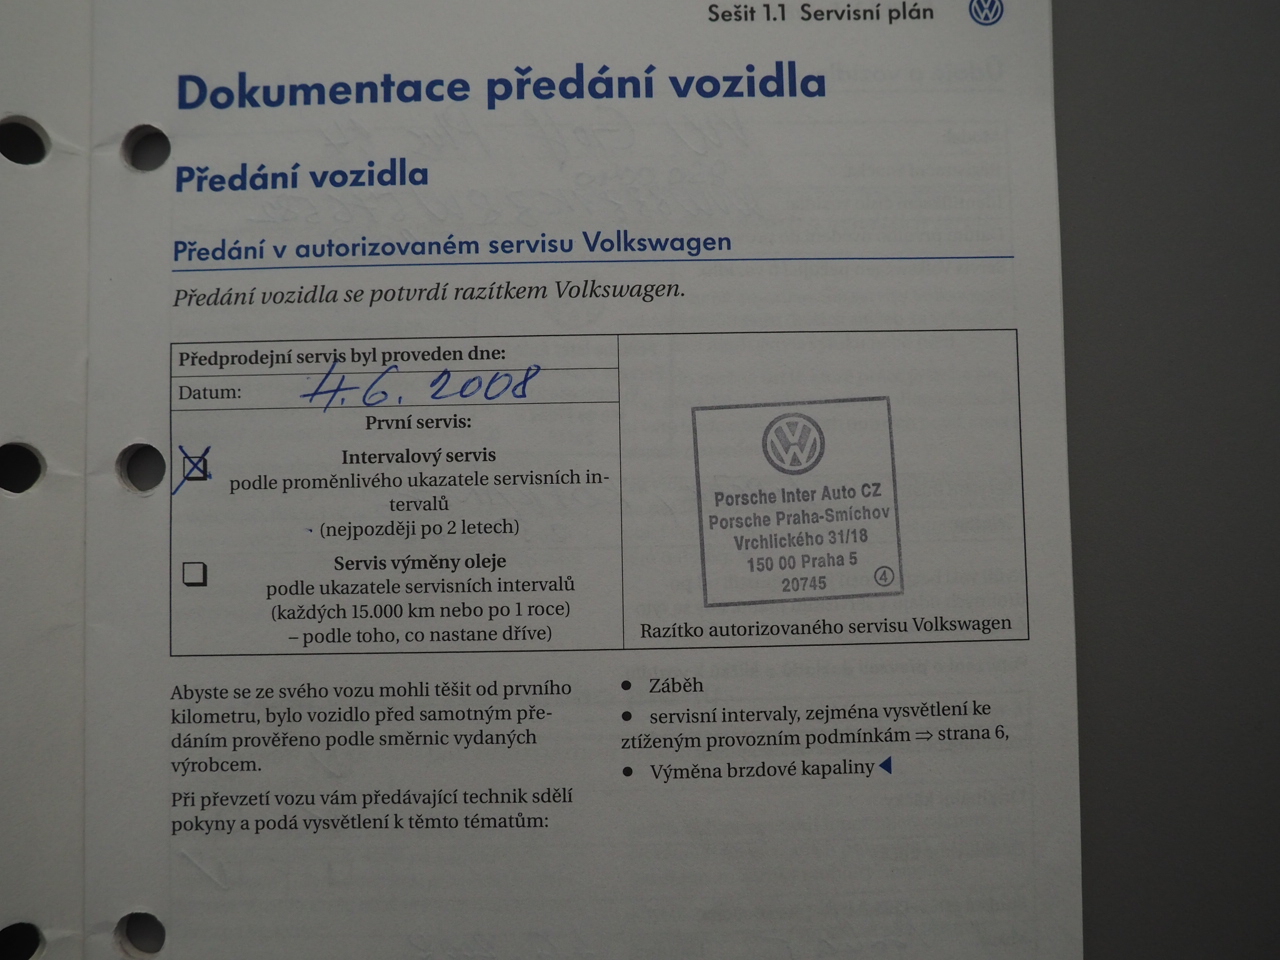 Sešit 1.1 Servisní plán
Dokumentace předání vozidla
Předání vozidla
Předání v autorizovaném servisu Volkswagen
Předání vozidla se potvrdí razítkem Volkswagen.
Předprodejní servis byl proveden dne:
Datum: 4.6.2008
První servis:
Intervalový servis
podle proměnlivého ukazatele servisních in-
tervalů
(nejpozději po 2 letech)
Servis výměny oleje
podle ukazatele servisních intervalů
(každých 15.000 km nebo po 1 roce)
– podle toho, co nastane dříve)
Porsche Inter Auto CZ
Porsche Praha-Smíchov
Vrchlického 31/18
150 00 Praha 5
20745 4
Razítko autorizovaného servisu Volkswagen
Abyste se ze svého vozu mohli těšit od prvního
kilometru, bylo vozidlo před samotným pře-
dáním prověřeno podle směrnic vydaných
výrobcem.
Při převzetí vozu vám předávající technik sdělí
pokyny a podá vysvětlení k těmto tématům:
• Záběh
• servisní intervaly, zejména vysvětlení ke
ztíženým provozním podmínkám ⇒ strana 6,
• Výměna brzdové kapaliny